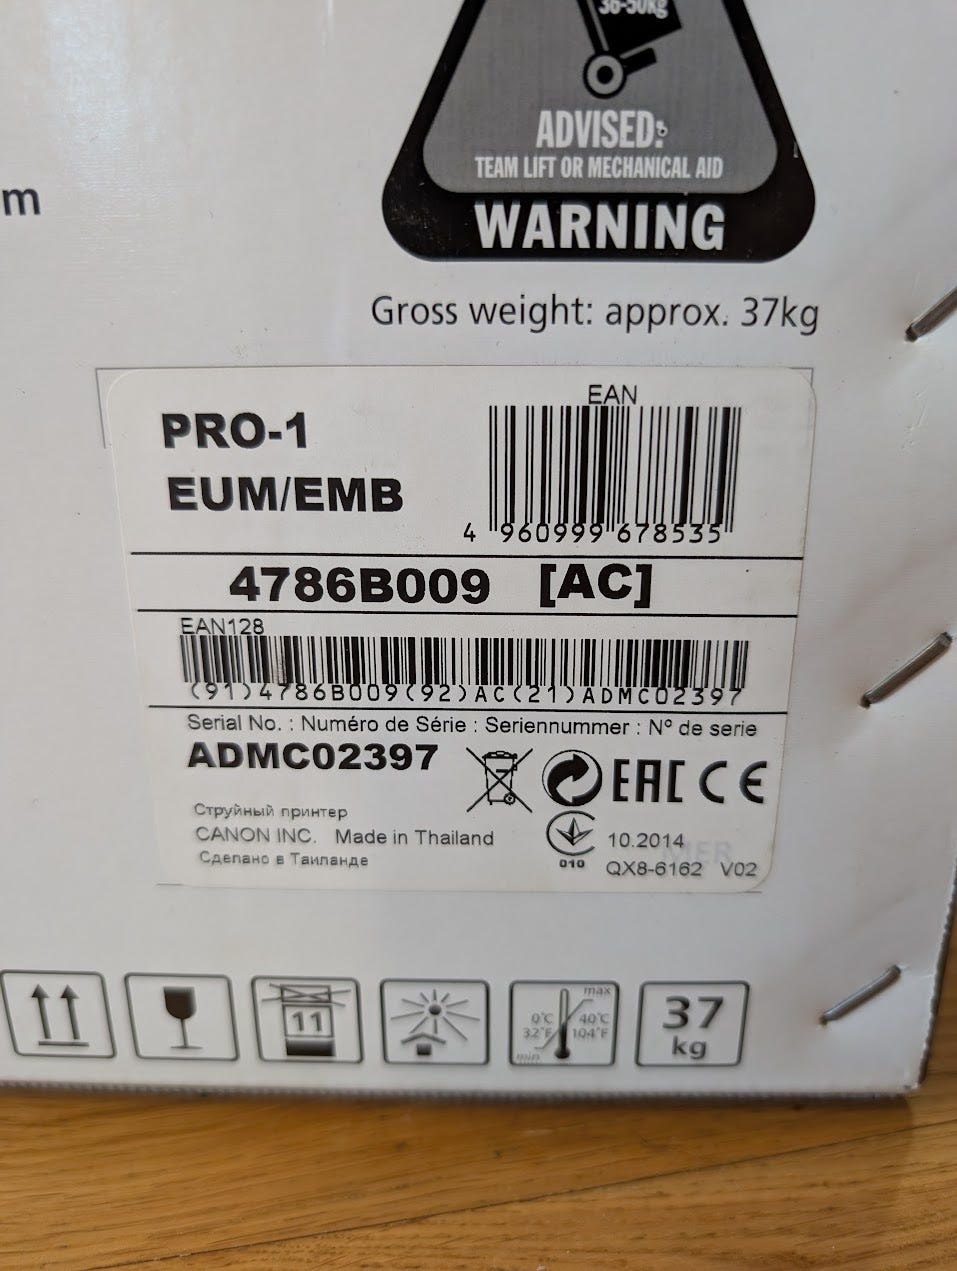 36-50kg
ADVISED:
TEAM LIFT OR MECHANICAL AID
WARNING
m
Gross weight: approx. 37kg
EAN
PRO-1
EUM/EMB
4 960999 678535
4786B009 [AC]
EAN128
(91)4786B009(92)AC(21)ADMC02397
Serial No. : Numéro de Série : Seriennummer : Nº de serie
ADMC02397
EAC CE
Струйный принтер
CANON INC. Made in Thailand
Сделано в Таиланде
010
10.2014
QX8-6162 V02
11
max
0°C 40°C
32°F 104°F
min
37
kg